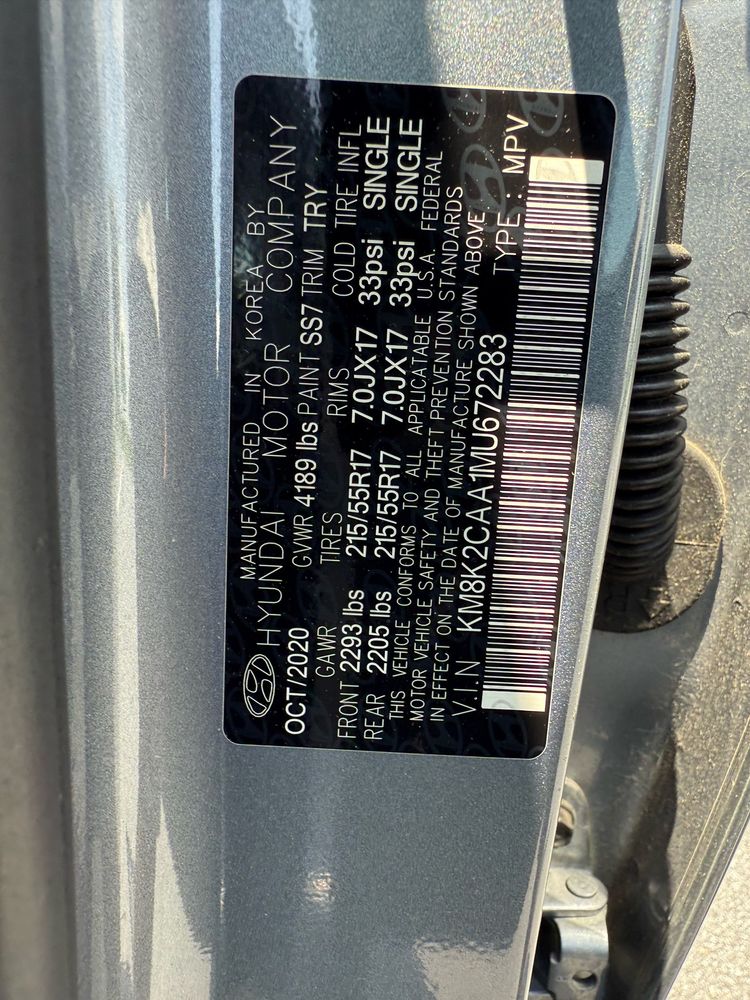 MANUFACTURED IN KOREA BY
HYUNDAI MOTOR COMPANY
OCT/2020 GVWR 4189 lbs PAINT SS7 TRIM TRY
GAWR TIRES RIMS COLD TIRE INFL
FRONT 2293 lbs 215/55R17 7.0JX17 33psi SINGLE
REAR 2205 lbs 215/55R17 7.0JX17 33psi SINGLE
THIS VEHICLE CONFORMS TO ALL APPLICATABLE U.S.A. FEDERAL
MOTOR VEHICLE SAFETY AND THEFT PREVENTION STANDARDS
IN EFFECT ON THE DATE OF MANUFACTURE SHOWN ABOVE
V.I.N KM8K2CAA1MU672283 TYPE : MPV